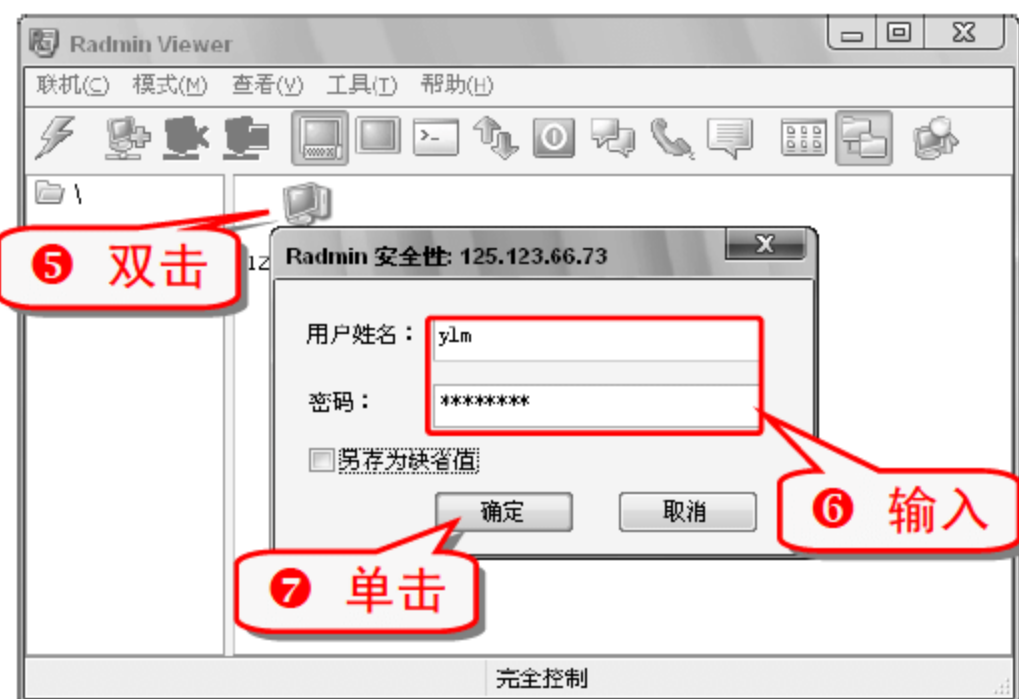 Radmin Viewer
联机(C) 模式(M) 查看(V) 工具(T) 帮助(H)
\
❺ 双击
12
Radmin 安全性: 125.123.66.73
用户姓名：
ylm
密码：
********
另存为缺省值
❻ 输入
确定 取消
❼ 单击
完全控制